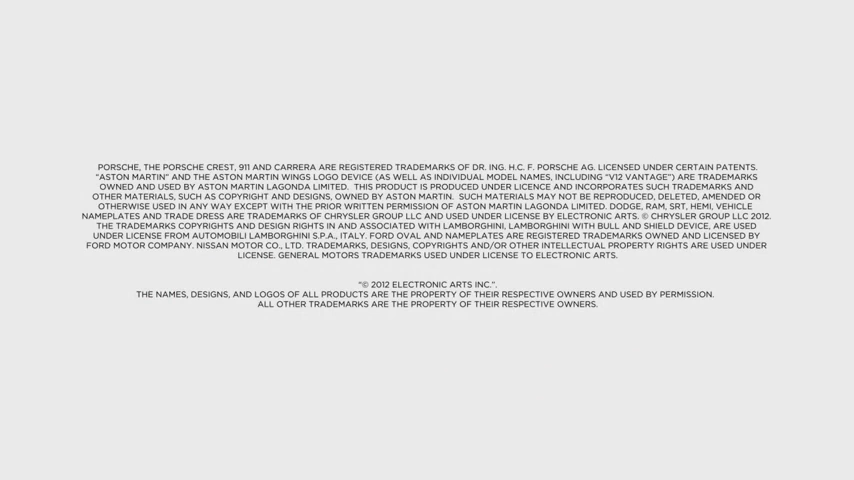 PORSCHE, THE PORSCHE CREST, 911 AND CARRERA ARE REGISTERED TRADEMARKS OF DR. ING. H.C. F. PORSCHE AG. LICENSED UNDER CERTAIN PATENTS.
"ASTON MARTIN" AND THE ASTON MARTIN WINGS LOGO DEVICE (AS WELL AS INDIVIDUAL MODEL NAMES, INCLUDING "V12 VANTAGE") ARE TRADEMARKS
OWNED AND USED BY ASTON MARTIN LAGONDA LIMITED. THIS PRODUCT IS PRODUCED UNDER LICENCE AND INCORPORATES SUCH TRADEMARKS AND
OTHER MATERIALS, SUCH AS COPYRIGHT AND DESIGNS, OWNED BY ASTON MARTIN. SUCH MATERIALS MAY NOT BE REPRODUCED, DELETED, AMENDED OR
OTHERWISE USED IN ANY WAY EXCEPT WITH THE PRIOR WRITTEN PERMISSION OF ASTON MARTIN LAGONDA LIMITED. DODGE, RAM, SRT, HEMI, VEHICLE
NAMEPLATES AND TRADE DRESS ARE TRADEMARKS OF CHRYSLER GROUP LLC AND USED UNDER LICENSE BY ELECTRONIC ARTS. © CHRYSLER GROUP LLC 2012.
THE TRADEMARKS COPYRIGHTS AND DESIGN RIGHTS IN AND ASSOCIATED WITH LAMBORGHINI, LAMBORGHINI WITH BULL AND SHIELD DEVICE, ARE USED
UNDER LICENSE FROM AUTOMOBILI LAMBORGHINI S.P.A., ITALY. FORD OVAL AND NAMEPLATES ARE REGISTERED TRADEMARKS OWNED AND LICENSED BY
FORD MOTOR COMPANY. NISSAN MOTOR CO., LTD. TRADEMARKS, DESIGNS, COPYRIGHTS AND/OR OTHER INTELLECTUAL PROPERTY RIGHTS ARE USED UNDER
LICENSE. GENERAL MOTORS TRADEMARKS USED UNDER LICENSE TO ELECTRONIC ARTS.
"© 2012 ELECTRONIC ARTS INC.".
THE NAMES, DESIGNS, AND LOGOS OF ALL PRODUCTS ARE THE PROPERTY OF THEIR RESPECTIVE OWNERS AND USED BY PERMISSION.
ALL OTHER TRADEMARKS ARE THE PROPERTY OF THEIR RESPECTIVE OWNERS.